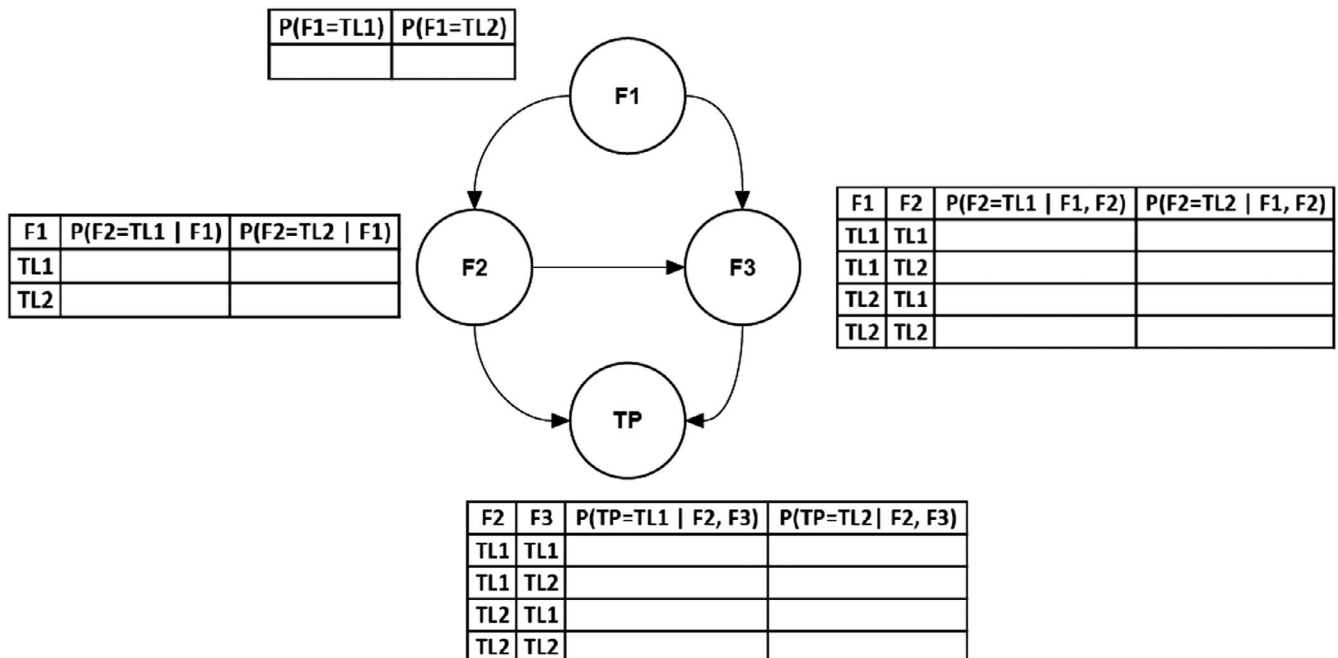 P(F1=TL1) P(F1=TL2)
F1
F1 P(F2=TL1 | F1) P(F2=TL2 | F1)
TL1
TL2
F2
F3
F1 F2 P(F2=TL1 | F1, F2) P(F2=TL2 | F1, F2)
TL1 TL1
TL1 TL2
TL2 TL1
TL2 TL2
TP
F2 F3 P(TP=TL1 | F2, F3) P(TP=TL2| F2, F3)
TL1 TL1
TL1 TL2
TL2 TL1
TL2 TL2